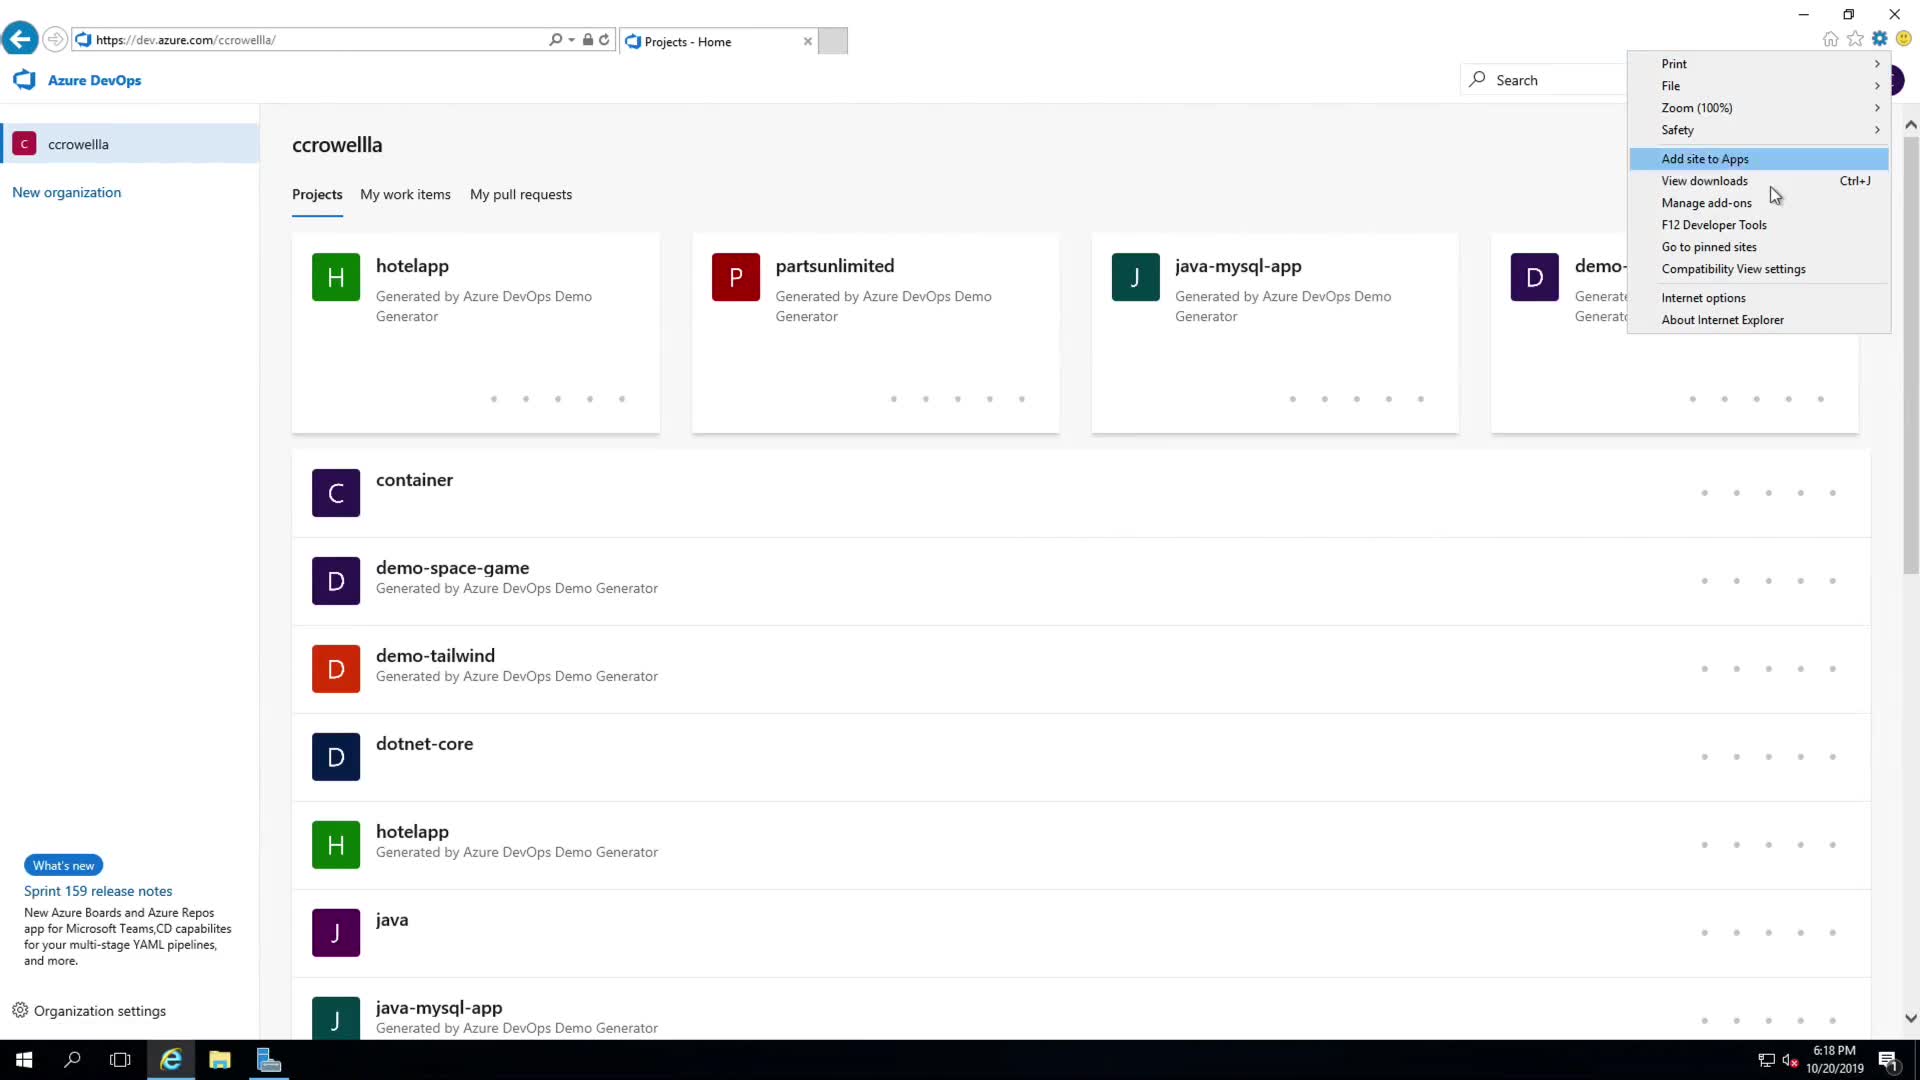 https://dev.azure.com/ccrowellla/
Projects - Home
Azure DevOps
Search
Print
File
Zoom (100%)
Safety
Add site to Apps
View downloads Ctrl+J
Manage add-ons
F12 Developer Tools
Go to pinned sites
Compatibility View settings
Internet options
About Internet Explorer
C ccrowellla
New organization
ccrowellla
Projects My work items My pull requests
H hotelapp
Generated by Azure DevOps Demo
Generator
P partsunlimited
Generated by Azure DevOps Demo
Generator
J java-mysql-app
Generated by Azure DevOps Demo
Generator
D demo-
C container
D demo-space-game
Generated by Azure DevOps Demo Generator
D demo-tailwind
Generated by Azure DevOps Demo Generator
D dotnet-core
H hotelapp
Generated by Azure DevOps Demo Generator
J java
J java-mysql-app
Generated by Azure DevOps Demo Generator
What's new
Sprint 159 release notes
New Azure Boards and Azure Repos
app for Microsoft Teams,CD capabilites
for your multi-stage YAML pipelines,
and more.
Organization settings
6:18 PM
10/20/2019
1